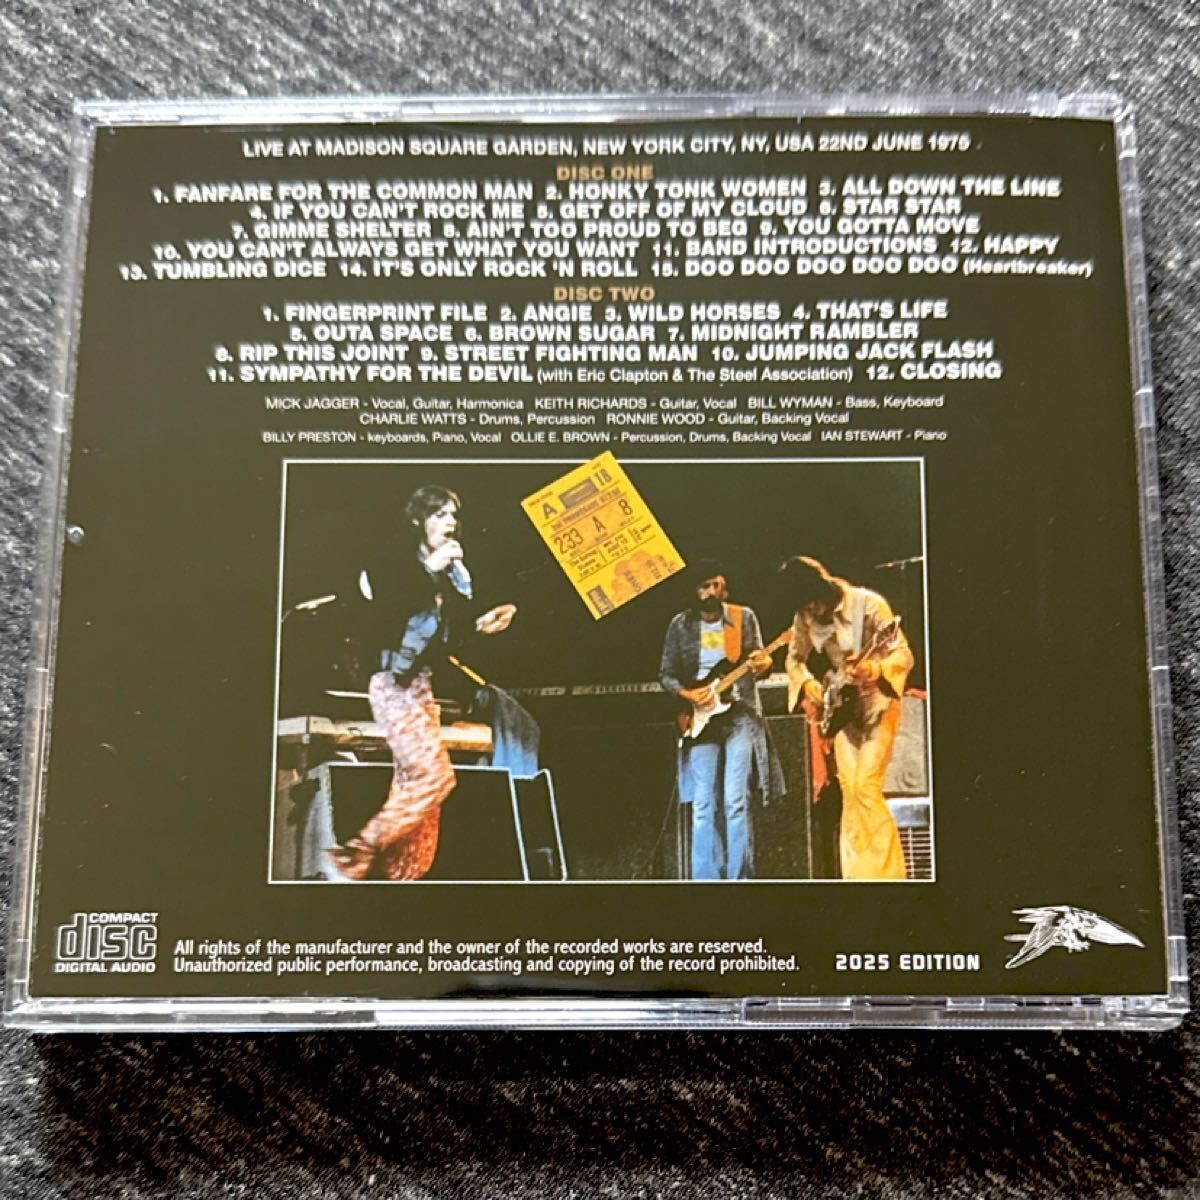 LIVE AT MADISON SQUARE GARDEN, NEW YORK CITY, NY, USA 22ND JUNE 1975
DISC ONE
1. FANFARE FOR THE COMMON MAN 2. HONKY TONK WOMEN 3. ALL DOWN THE LINE
4. IF YOU CAN'T ROCK ME 5. GET OFF OF MY CLOUD 6. STAR STAR
7. GIMME SHELTER 8. AIN'T TOO PROUD TO BEG 9. YOU GOTTA MOVE
10. YOU CAN'T ALWAYS GET WHAT YOU WANT 11. BAND INTRODUCTIONS 12. HAPPY
13. TUMBLING DICE 14. IT'S ONLY ROCK 'N ROLL 15. DOO DOO DOO DOO DOO (Heartbreaker)
DISC TWO
1. FINGERPRINT FILE 2. ANGIE 3. WILD HORSES 4. THAT'S LIFE
5. OUTA SPACE 6. BROWN SUGAR 7. MIDNIGHT RAMBLER
8. RIP THIS JOINT 9. STREET FIGHTING MAN 10. JUMPING JACK FLASH
11. SYMPATHY FOR THE DEVIL (with Eric Clapton & The Steel Association) 12. CLOSING
MICK JAGGER - Vocal, Guitar, Harmonica KEITH RICHARDS - Guitar, Vocal BILL WYMAN - Bass, Keyboard
CHARLIE WATTS - Drums, Percussion RONNIE WOOD - Guitar, Backing Vocal
BILLY PRESTON - keyboards, Piano, Vocal OLLIE E. BROWN - Percussion, Drums, Backing Vocal IAN STEWART - Piano
A 18
233 A 8
COMPACT
disc
DIGITAL AUDIO
All rights of the manufacturer and the owner of the recorded works are reserved.
Unauthorized public performance, broadcasting and copying of the record prohibited.
2025 EDITION